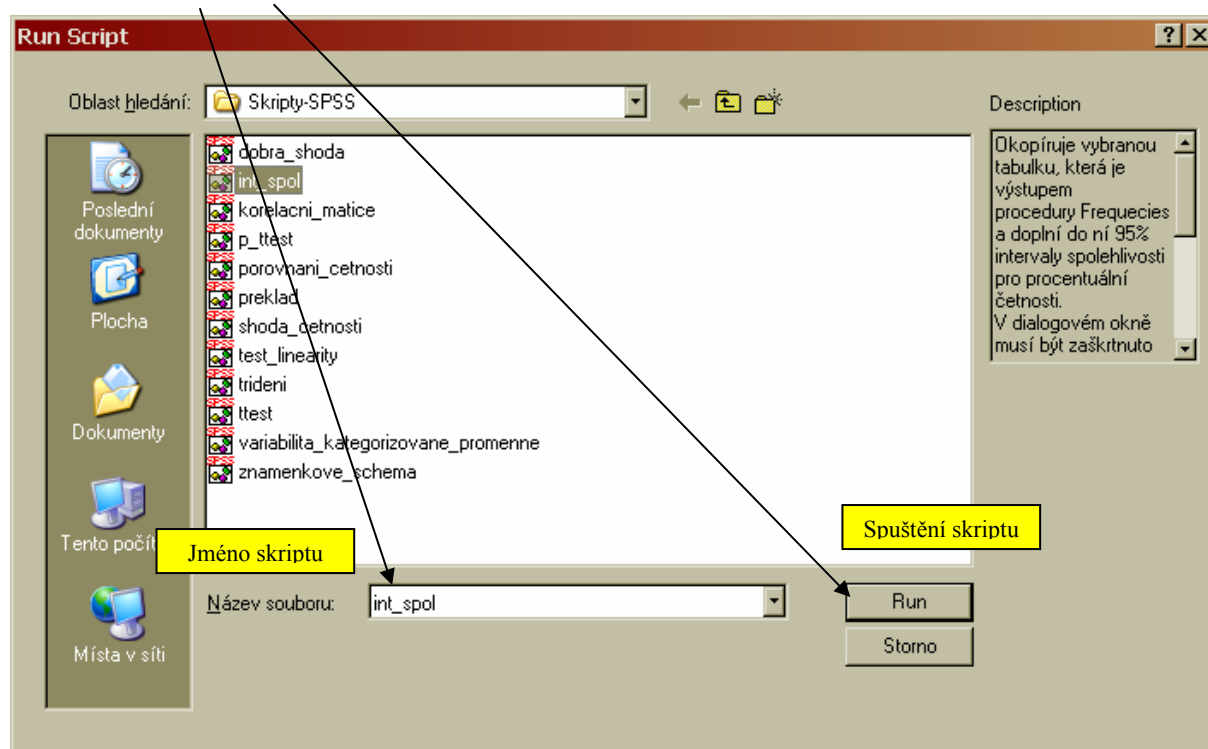 Run Script
Oblast hledání:
Skripty-SPSS
Description
Poslední
dokumenty
Plocha
Dokumenty
Tento počít
Místa v síti
dobra_shoda
int_spol
korelacni_matice
p_ttest
porovnani_cetnosti
preklad
shoda_cetnosti
test_linearity
trideni
ttest
variabilita_kategorizovane_promenne
znamenkove_schema
Okopíruje vybranou
tabulku, která je
výstupem
procedury Frequecies
a doplní do ní 95%
intervaly spolehlivosti
pro procentuální
četnosti.
V dialogovém okně
musí být zaškrtnuto
Jméno skriptu
Spuštění skriptu
Název souboru:
int_spol
Run
Storno